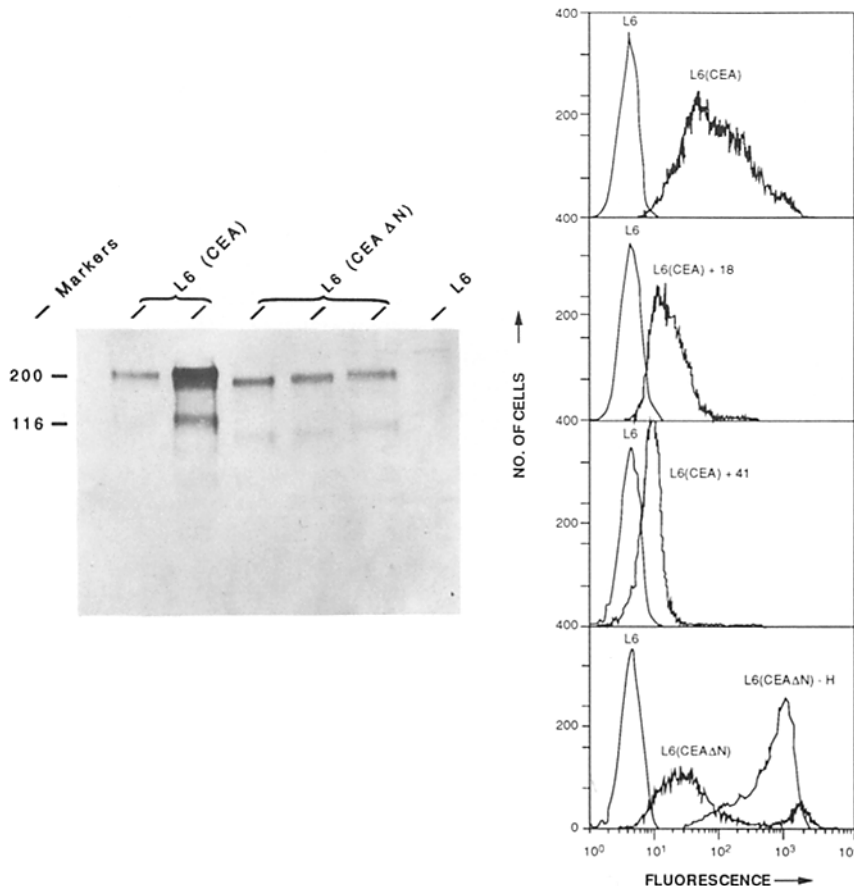 Markers
L6 (CEA)
L6 (CEA Δ N)
L6
200
116
400
L6
L6(CEA)
200
400
L6
L6(CEA) + 18
200
400
L6
L6(CEA) + 41
200
400
L6
L6(CEAΔN) - H
200
L6(CEAΔN)
0
10⁰ 10¹ 10² 10³ 10
NO. OF CELLS
FLUORESCENCE